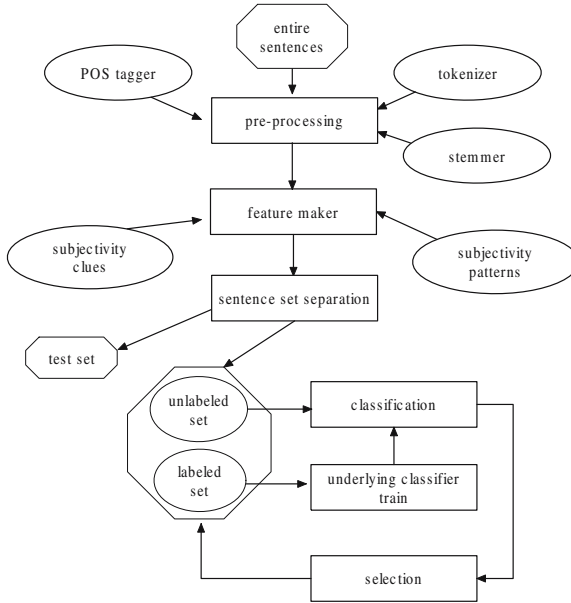 entire
sentences
POS tagger
tokenizer
pre-processing
stemmer
feature maker
subjectivity
clues
subjectivity
patterns
sentence set separation
test set
unlabeled
set
classification
labeled
set
underlying classifier
train
selection